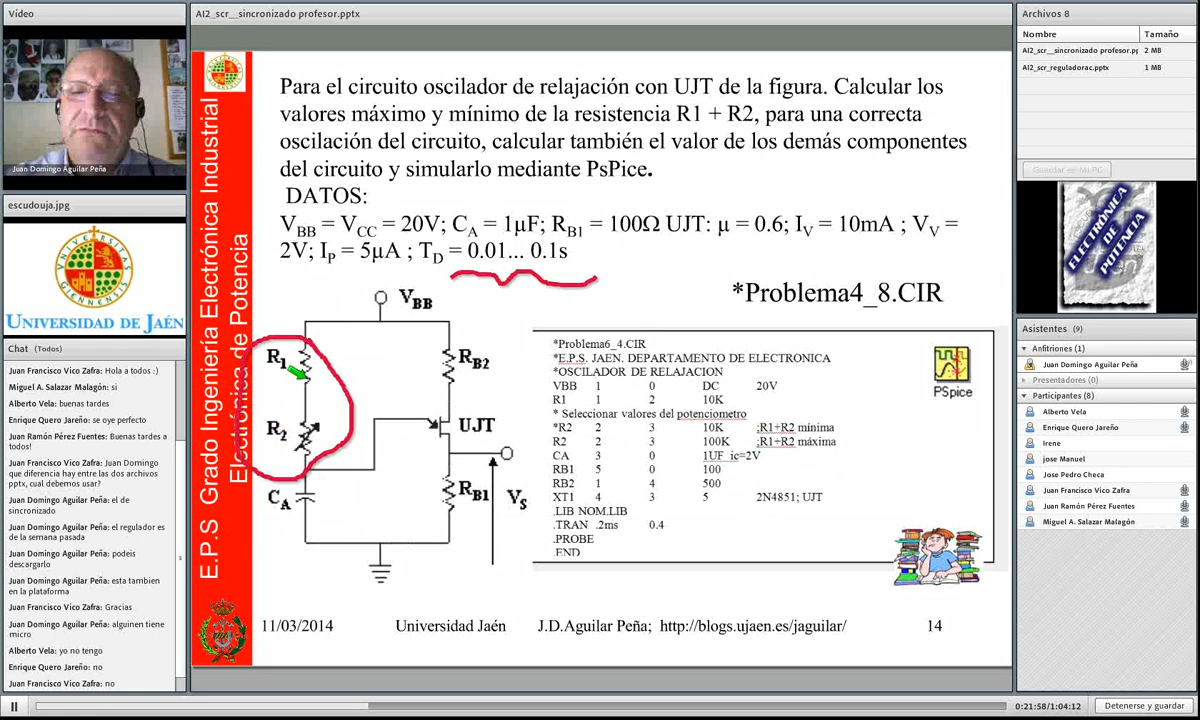 Vídeo
Juan Domingo Aguilar Peña
escudouja.jpg
UNIVERSIDAD DE JAÉN
Chat (Todos)
Juan Francisco Vico Zafra: Hola a todos :)
Miguel A. Salazar Malagón: si
Alberto Vela: buenas tardes
Enrique Quero Jareño: se oye perfecto
Juan Ramón Pérez Fuentes: Buenas tardes a
todos!
Juan Francisco Vico Zafra: Juan Domingo
que diferencia hay entre las dos archivos
pptx, cual debemos usar?
Juan Domingo Aguilar Peña: el de
sincronizado
Juan Domingo Aguilar Peña: el regulador es
de la semana pasada
Juan Domingo Aguilar Peña: podeis
descargarlo
Juan Domingo Aguilar Peña: esta tambien
en la plataforma
Juan Francisco Vico Zafra: Gracias
Juan Domingo Aguilar Peña: alguinen tiene
micro
Alberto Vela: yo no tengo
Enrique Quero Jareño: no
Juan Francisco Vico Zafra: no
AI2_scr__sincronizado profesor.pptx
E.P.S Grado Ingeniería Electrónica Industrial
Electrónica de Potencia
Para el circuito oscilador de relajación con UJT de la figura. Calcular los
valores máximo y mínimo de la resistencia R1 + R2, para una correcta
oscilación del circuito, calcular también el valor de los demás componentes
del circuito y simularlo mediante PsPice.
DATOS:
VBB = VCC = 20V; CA = 1µF; RB1 = 100Ω UJT: µ = 0.6; IV = 10mA ; VV =
2V; IP = 5µA ; TD = 0.01... 0.1s
*Problema4_8.CIR
VBB
R1
RB2
R2
UJT
CA
RB1
VS
*Problema6_4.CIR
*E.P.S. JAEN. DEPARTAMENTO DE ELECTRONICA
*OSCILADOR DE RELAJACION
VBB 1 0 DC 20V
R1 1 2 10K
* Seleccionar valores del potenciometro
*R2 2 3 10K ;R1+R2 mínima
R2 2 3 100K ;R1+R2 máxima
CA 3 0 1UF ic=2V
RB1 5 0 100
RB2 1 4 500
XT1 4 3 5 2N4851; UJT
.LIB NOM.LIB
.TRAN .2ms 0.4
.PROBE
.END
PSpice
11/03/2014 Universidad Jaén J.D.Aguilar Peña; http://blogs.ujaen.es/jaguilar/ 14
Archivos 8
Nombre Tamaño
AI2_scr__sincronizado profesor.pp 2 MB
AI2_scr_reguladorac.pptx 1 MB
Guardar en Mi PC
ELECTRÓNICA
DE
POTENCIA
Asistentes (9)
Anfitriones (1)
Juan Domingo Aguilar Peña
Presentadores (0)
Participantes (8)
Alberto Vela
Enrique Quero Jareño
Irene
jose Manuel
Jose Pedro Checa
Juan Francisco Vico Zafra
Juan Ramón Pérez Fuentes
Miguel A. Salazar Malagón
0:21:58/1:04:12
Detenerse y guardar